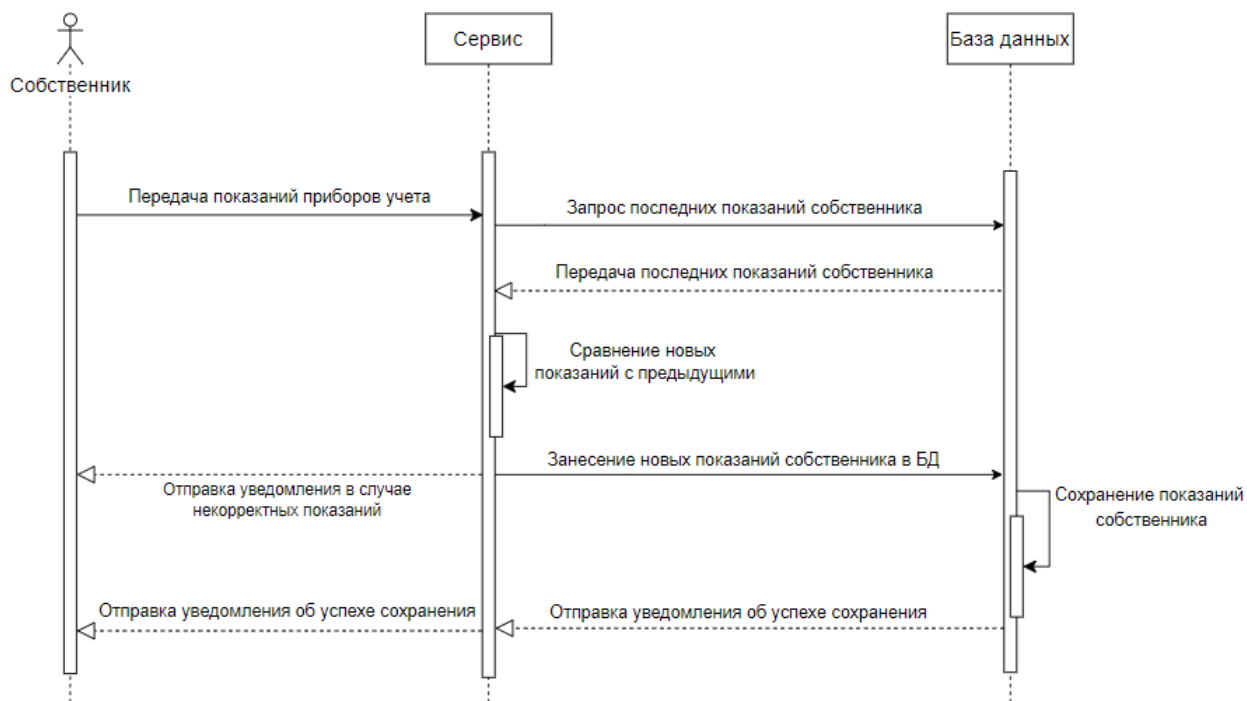 Собственник
Сервис
База данных
Передача показаний приборов учета
Запрос последних показаний собственника
Передача последних показаний собственника
Сравнение новых
показаний с предыдущими
Занесение новых показаний собственника в БД
Отправка уведомления в случае
некорректных показаний
Сохранение показаний
собственника
Отправка уведомления об успехе сохранения
Отправка уведомления об успехе сохранения